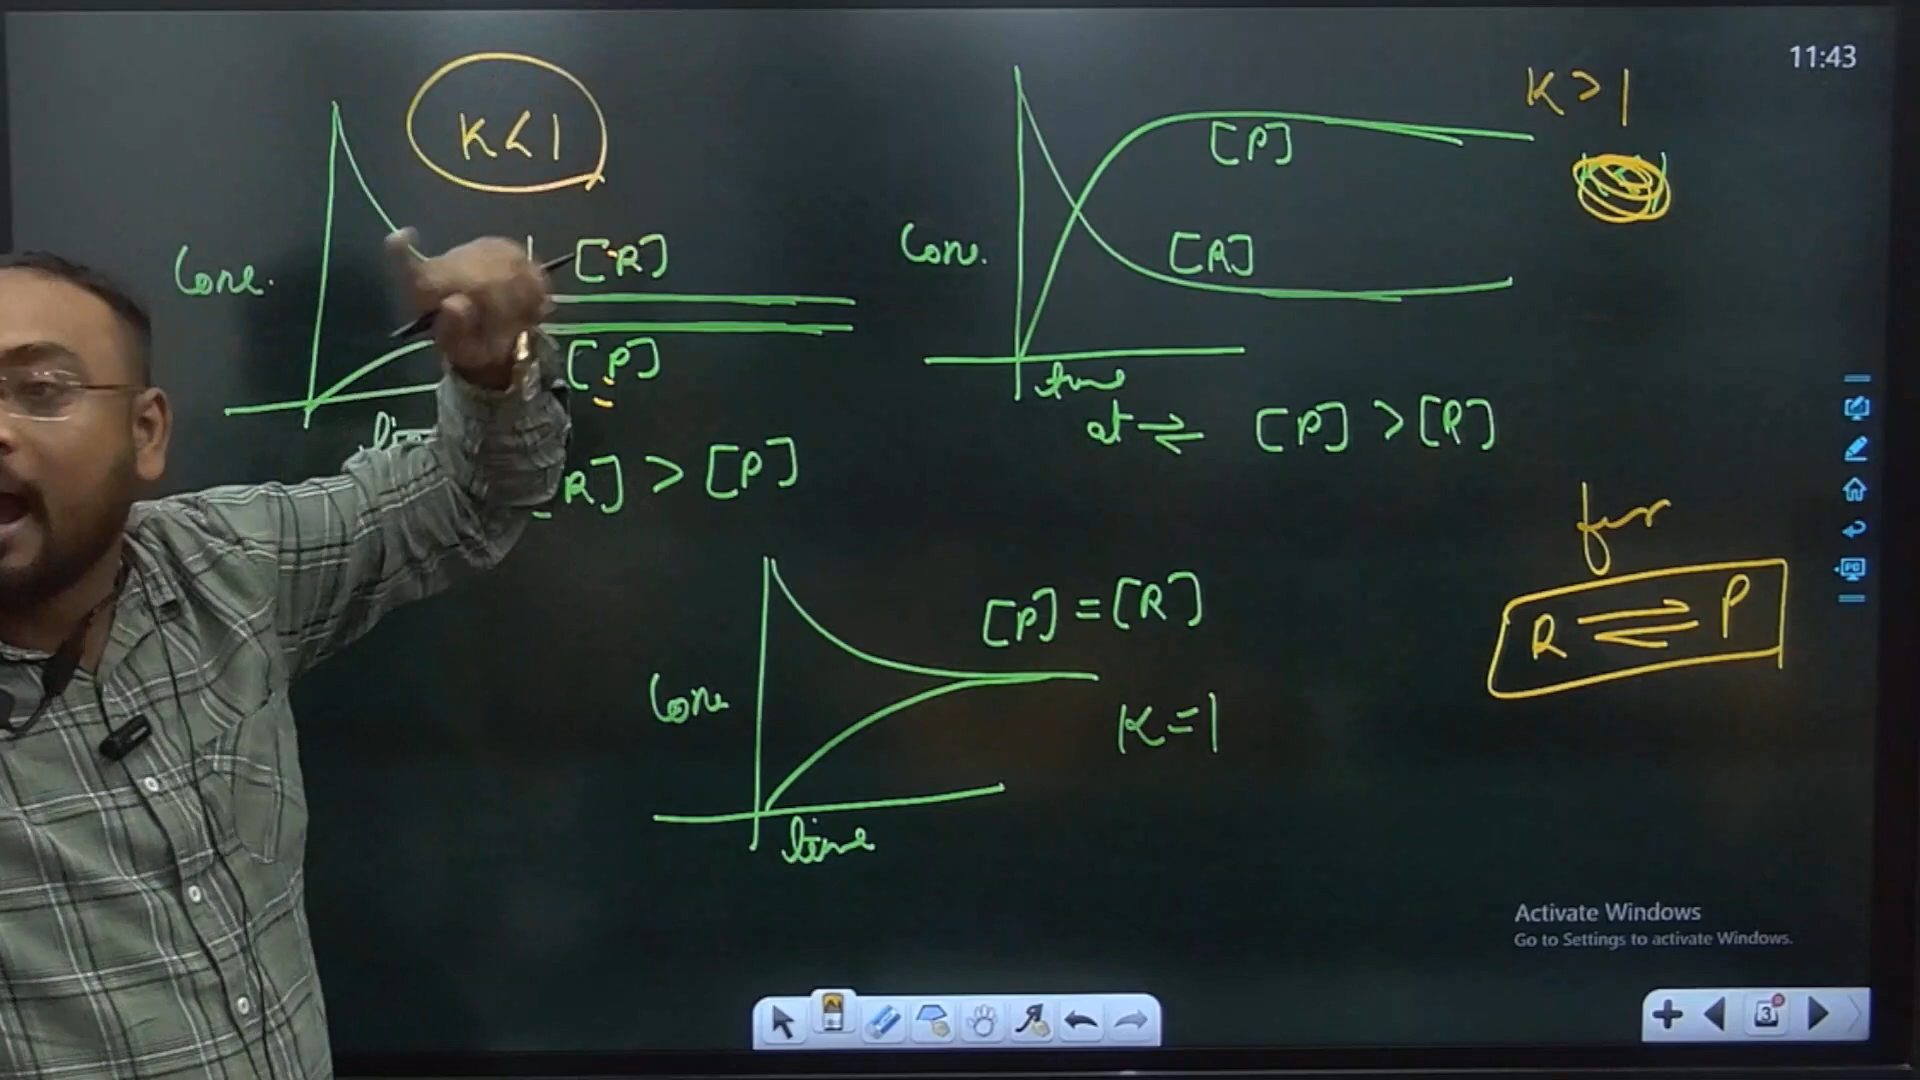 11:43
K < 1
K > 1
[P]
Conc.
[R]
Conc.
[R]
[P]
time
at ⇌ [P] > [R]
R] > [P]
for
[P] = [R]
R ⇌ P
Conc
K = 1
time
Activate Windows
Go to Settings to activate Windows.